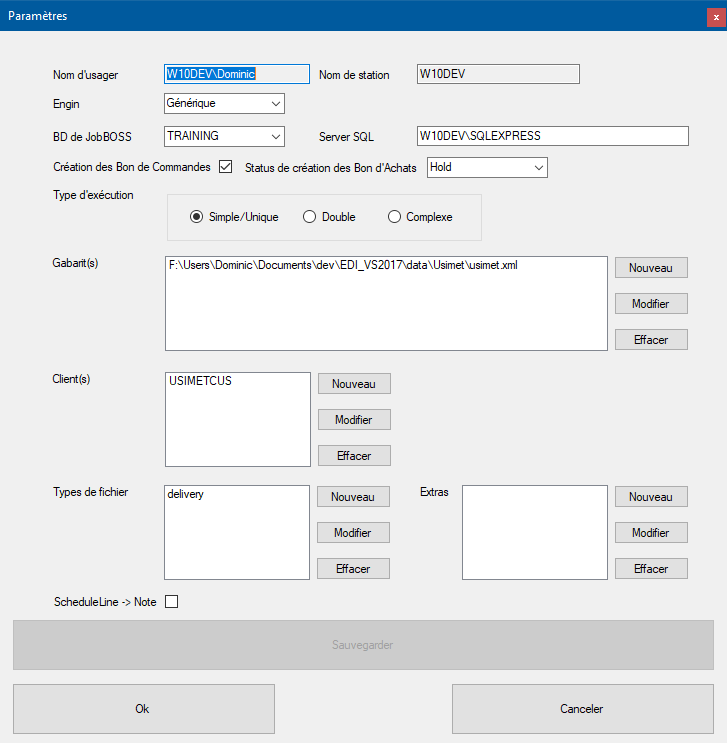 Paramètres
x
Nom d'usager W10DEV\Dominic Nom de station W10DEV
Engin Générique
BD de JobBOSS TRAINING Server SQL W10DEV\SQLEXPRESS
Création des Bon de Commandes Status de création des Bon d'Achats Hold
Type d'exécution
Simple/Unique Double Complexe
Gabarit(s) F:\Users\Dominic\Documents\dev\EDI_VS2017\data\Usimet\usimet.xml Nouveau
Modifier
Effacer
Client(s) USIMETCUS Nouveau
Modifier
Effacer
Types de fichier delivery Nouveau Extras Nouveau
Modifier Modifier
Effacer Effacer
ScheduleLine -> Note
Sauvegarder
Ok Canceler